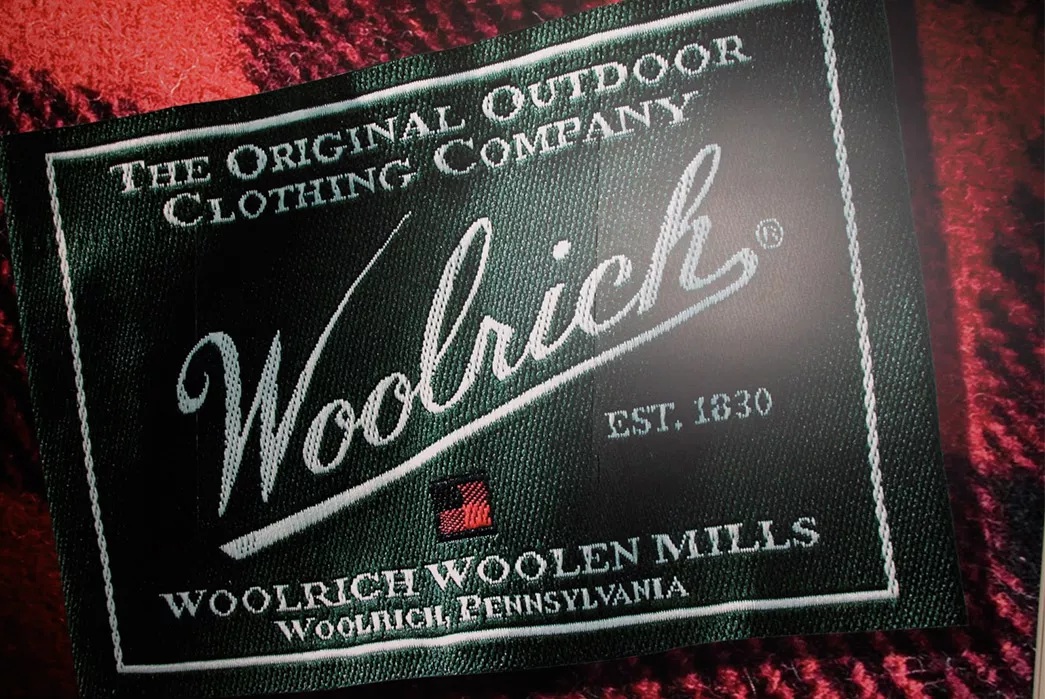 THE ORIGINAL OUTDOOR
CLOTHING COMPANY
Woolrich®
EST. 1830
WOOLRICH WOOLEN MILLS
WOOLRICH, PENNSYLVANIA